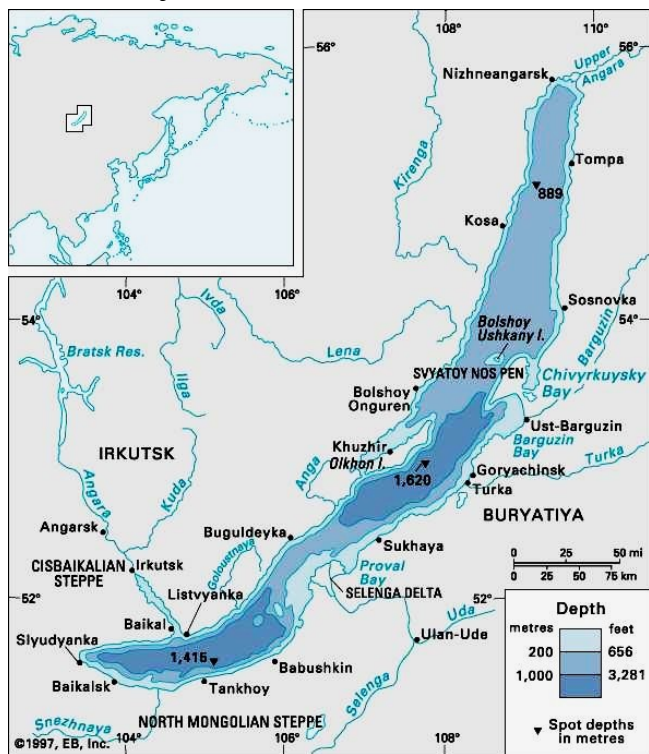 108°
110°
56°
56°
Upper
Angara
Nizhneangarsk
Kirenga
Tompa
889
Kosa
104°
106°
54°
54°
Sosnovka
Ivda
Bolshoy
Ushkany I.
Barguzin
Bratsk Res.
Lena
SVYATOY NOS PEN
Chivyrkuysky
Bay
Ilga
Bolshoy
Onguren
Ust-Barguzin
Khuzhir
Olkhon I.
Barguzin
Bay
IRKUTSK
Anga
Turka
Kuda
1,620
Goryachinsk
Turka
Angara
BURYATIYA
Angarsk
Buguldeyka
Sukhaya
0 25 50 mi
0 25 50 75 km
CISBAIKALIAN
STEPPE
Irkutsk
Goloustnaya
Proval
Bay
Listvyanka
SELENGA DELTA
52°
52°
Uda
Baikal
Ulan-Ude
Slyudyanka
1,415
Babushkin
Baikalsk
Tankhoy
Selenga
Snezhnaya
NORTH MONGOLIAN STEPPE
Depth
metres feet
200 656
1,000 3,281
Spot depths
in metres
©1997, EB, Inc.
104°
106°
108°